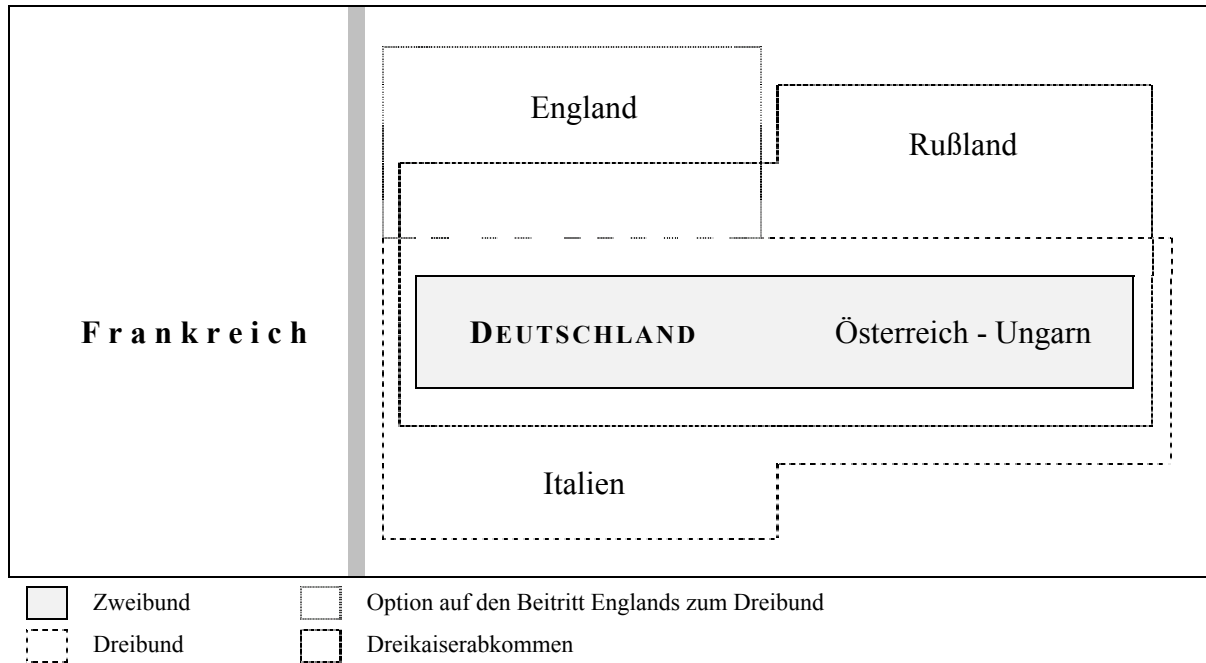 England
Rußland
Frankreich
DEUTSCHLAND Österreich - Ungarn
Italien
Zweibund Option auf den Beitritt Englands zum Dreibund
Dreibund Dreikaiserabkommen